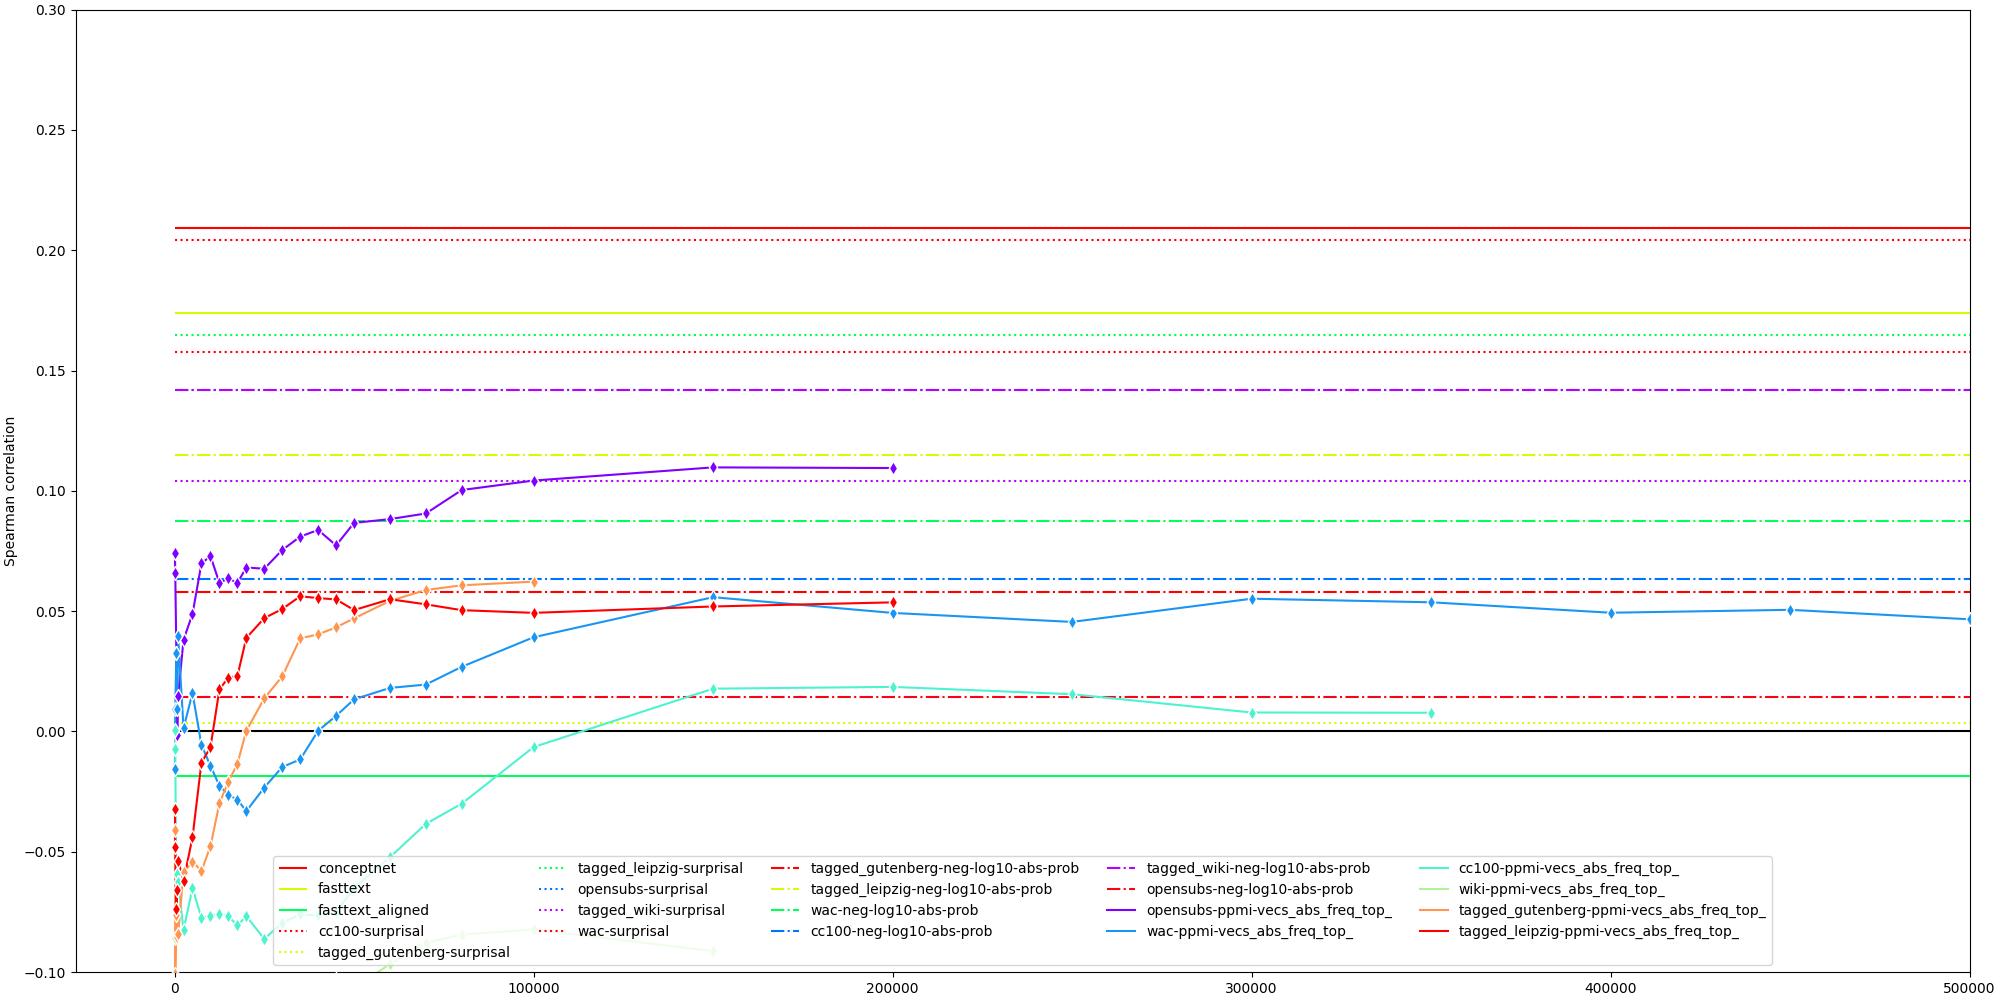 0.30
0.25
0.20
0.15
0.10
0.05
0.00
−0.05
−0.10
Spearman correlation
0
100000
200000
300000
400000
500000
conceptnet
fasttext
fasttext_aligned
cc100-surprisal
tagged_gutenberg-surprisal
tagged_leipzig-surprisal
opensubs-surprisal
tagged_wiki-surprisal
wac-surprisal
tagged_gutenberg-neg-log10-abs-prob
tagged_leipzig-neg-log10-abs-prob
wac-neg-log10-abs-prob
cc100-neg-log10-abs-prob
tagged_wiki-neg-log10-abs-prob
opensubs-neg-log10-abs-prob
opensubs-ppmi-vecs_abs_freq_top_
wac-ppmi-vecs_abs_freq_top_
cc100-ppmi-vecs_abs_freq_top_
wiki-ppmi-vecs_abs_freq_top_
tagged_gutenberg-ppmi-vecs_abs_freq_top_
tagged_leipzig-ppmi-vecs_abs_freq_top_